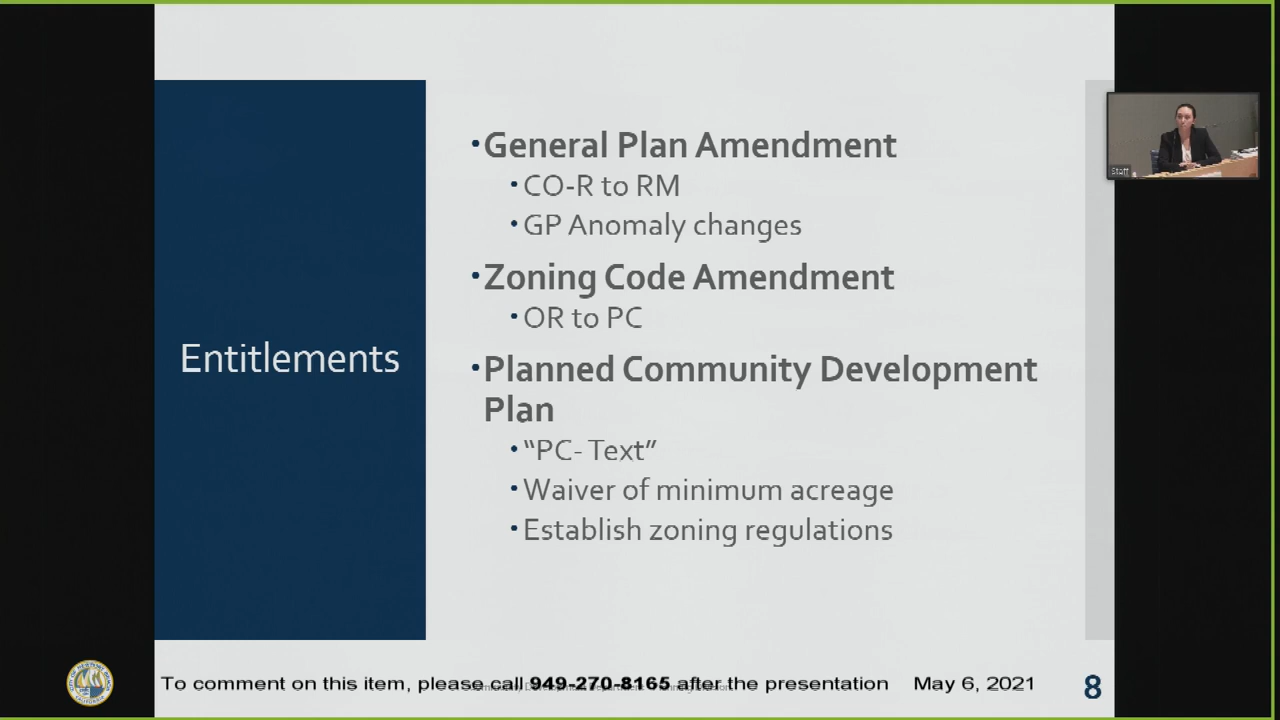 Entitlements
•General Plan Amendment
•CO-R to RM
•GP Anomaly changes
•Zoning Code Amendment
•OR to PC
•Planned Community Development
Plan
•“PC- Text”
•Waiver of minimum acreage
•Establish zoning regulations
Staff
To comment on this item, please call 949-270-8165 after the presentation May 6, 2021
8